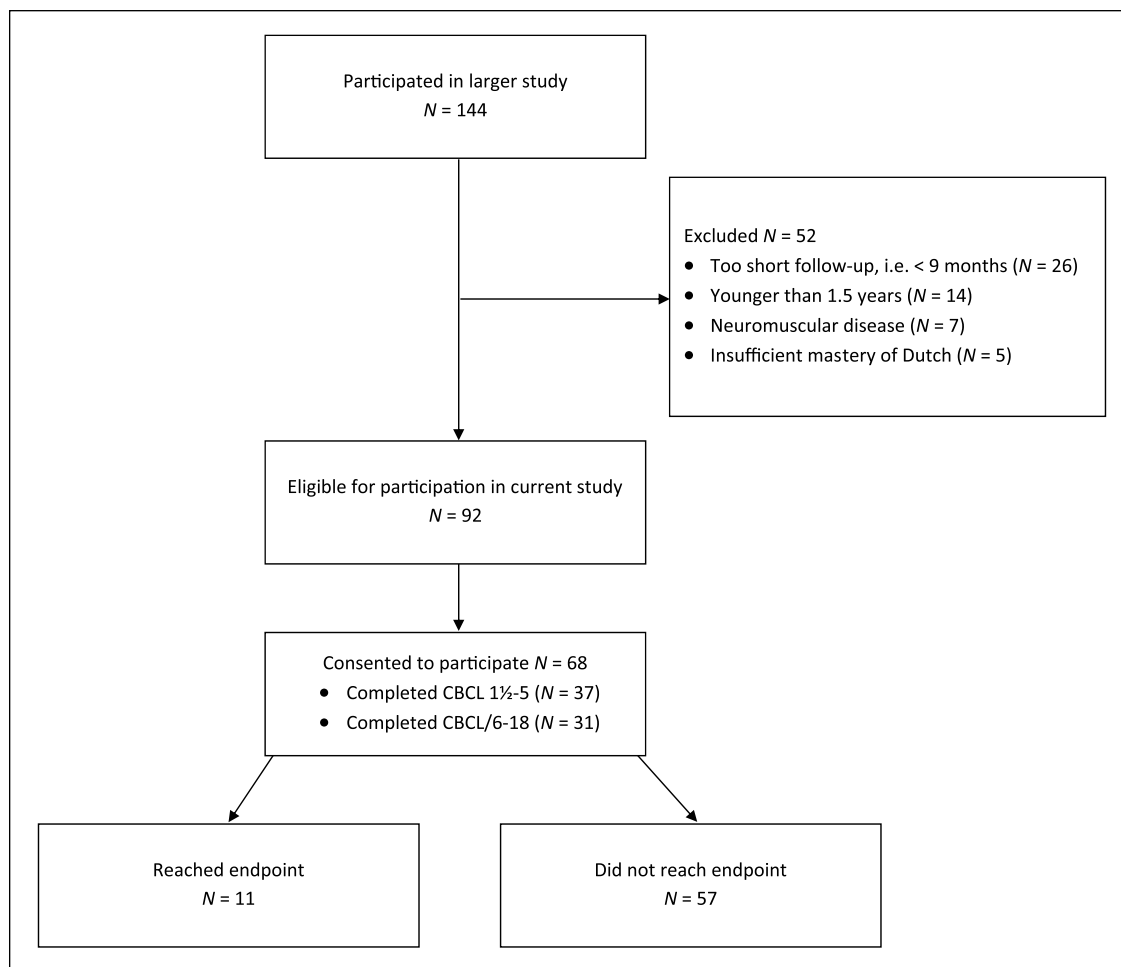 Participated in larger study
N = 144
Excluded N = 52
● Too short follow-up, i.e. < 9 months (N = 26)
● Younger than 1.5 years (N = 14)
● Neuromuscular disease (N = 7)
● Insufficient mastery of Dutch (N = 5)
Eligible for participation in current study
N = 92
Consented to participate N = 68
● Completed CBCL 1½-5 (N = 37)
● Completed CBCL/6-18 (N = 31)
Reached endpoint
N = 11
Did not reach endpoint
N = 57